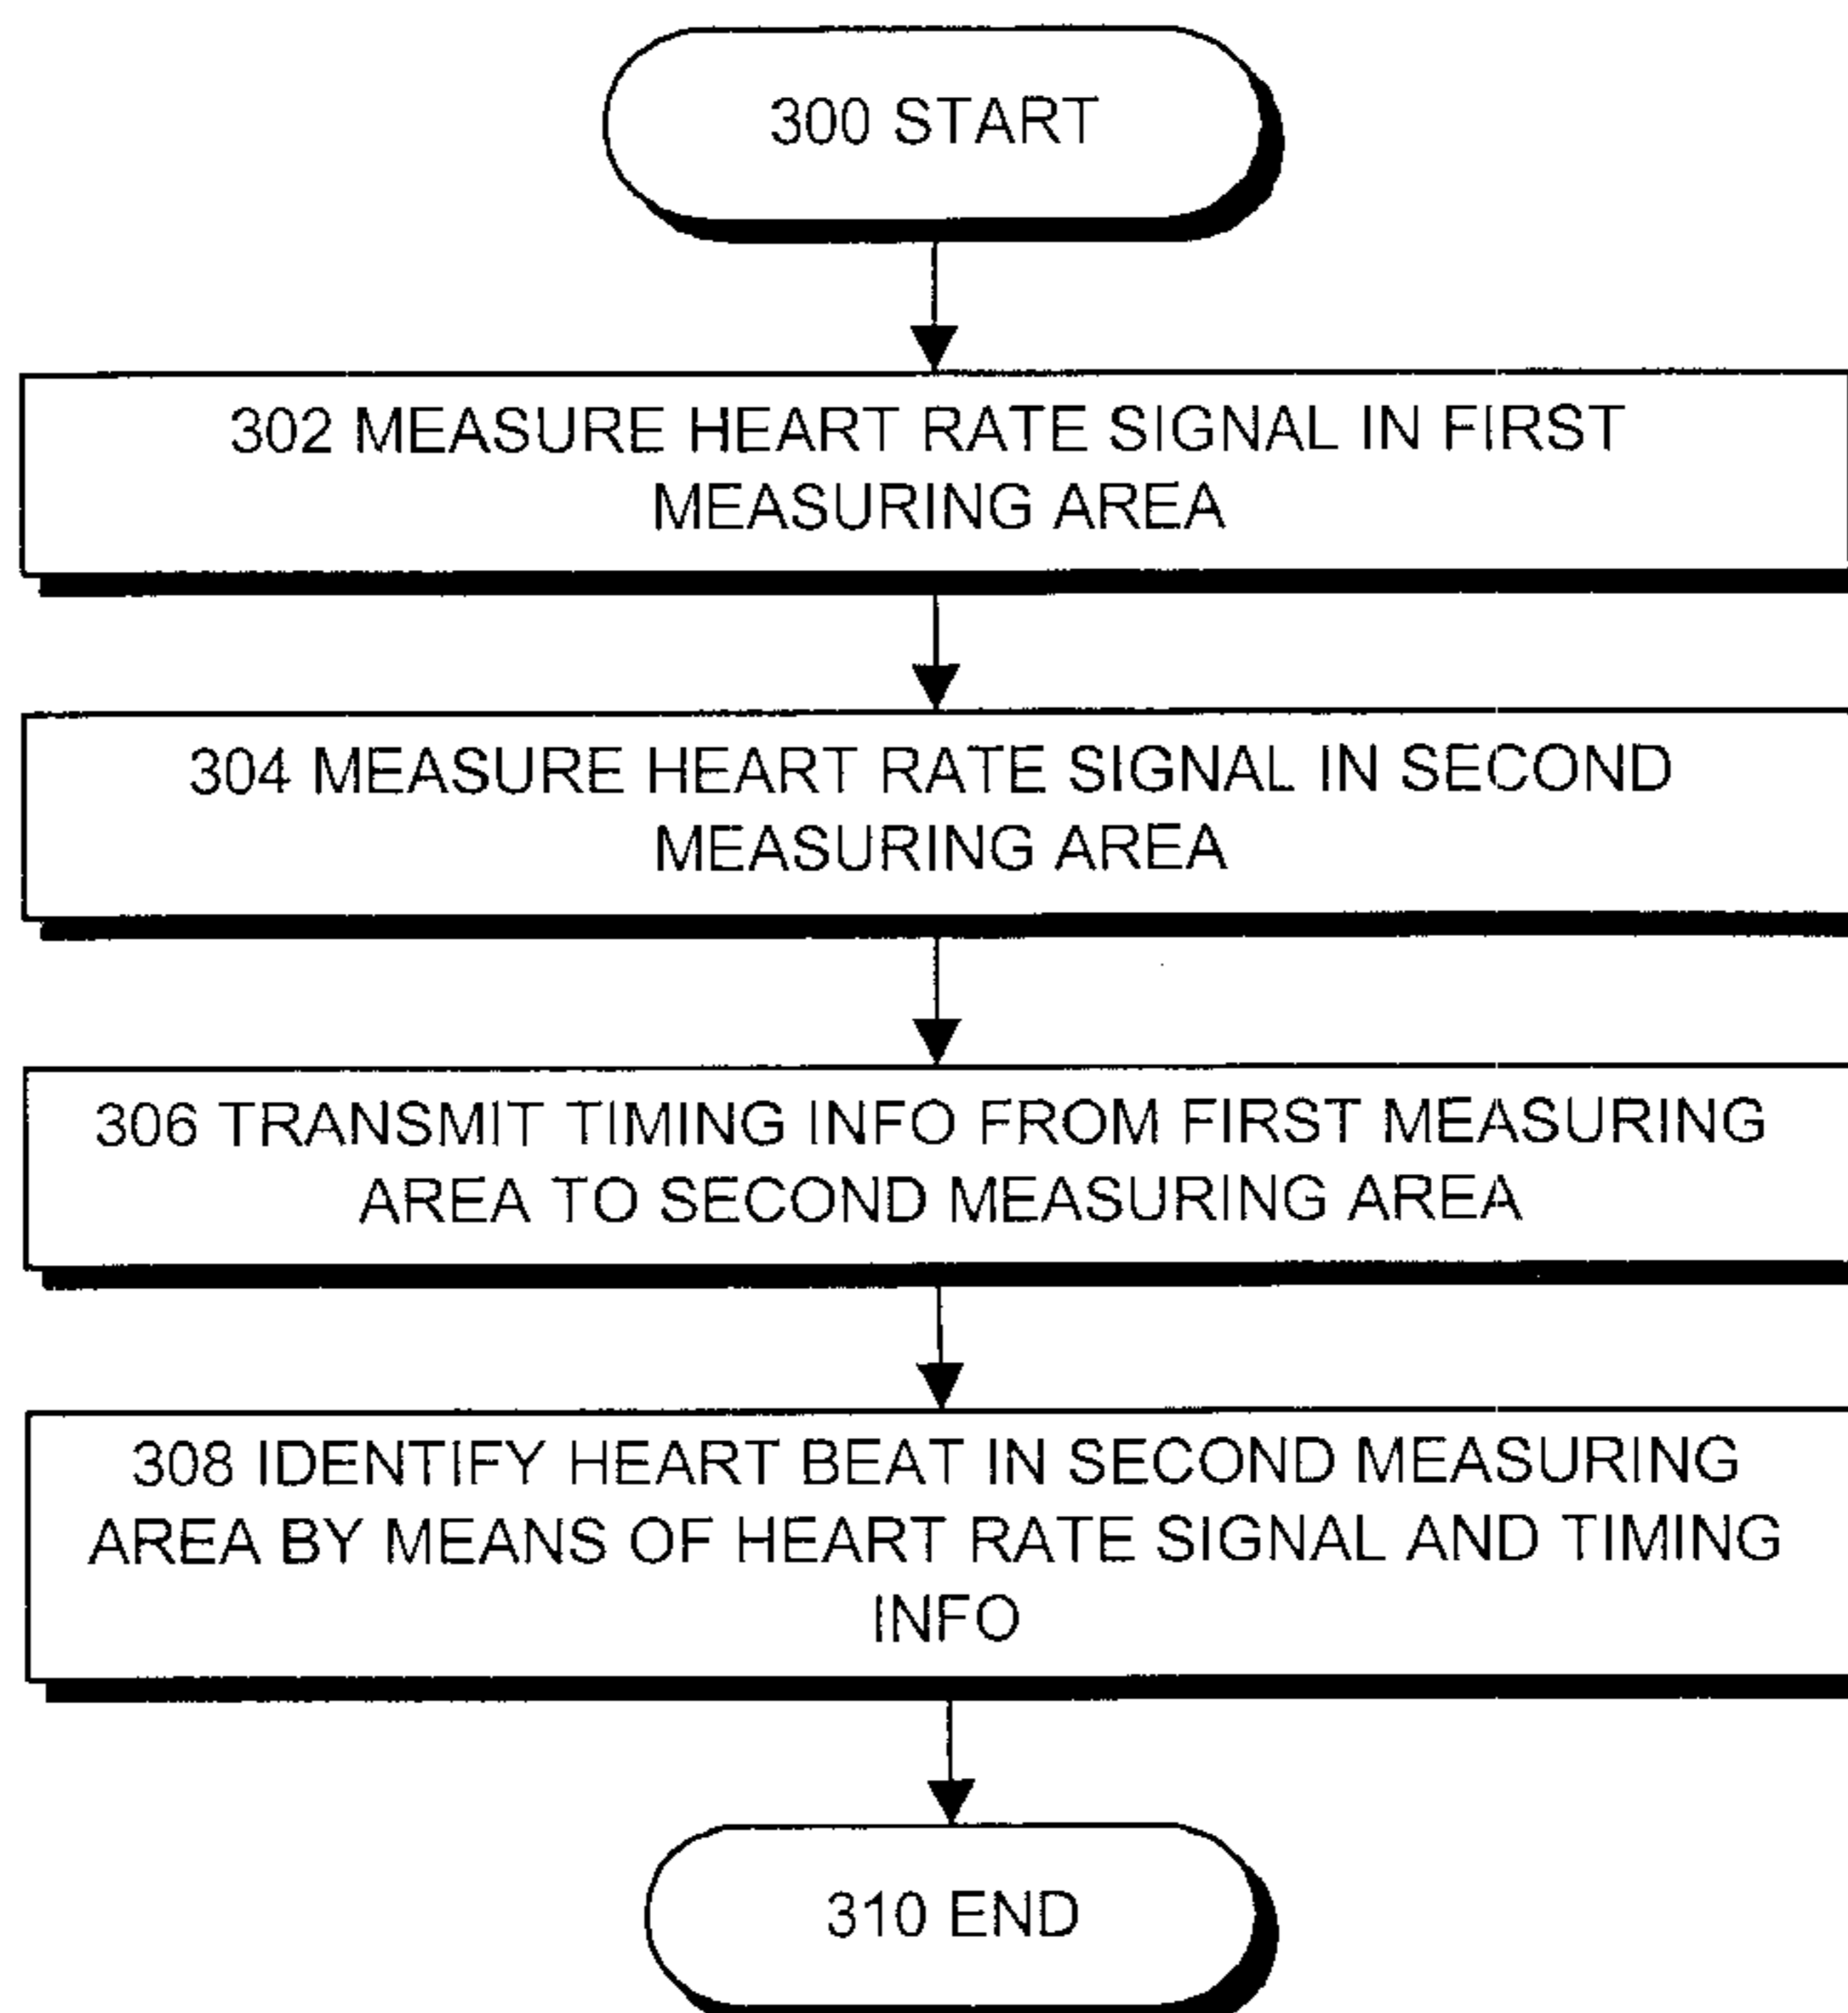 300 START
302 MEASURE HEART RATE SIGNAL IN FIRST
MEASURING AREA
304 MEASURE HEART RATE SIGNAL IN SECOND
MEASURING AREA
306 TRANSMIT TIMING INFO FROM FIRST MEASURING
AREA TO SECOND MEASURING AREA
308 IDENTIFY HEART BEAT IN SECOND MEASURING
AREA BY MEANS OF HEART RATE SIGNAL AND TIMING
INFO
310 END